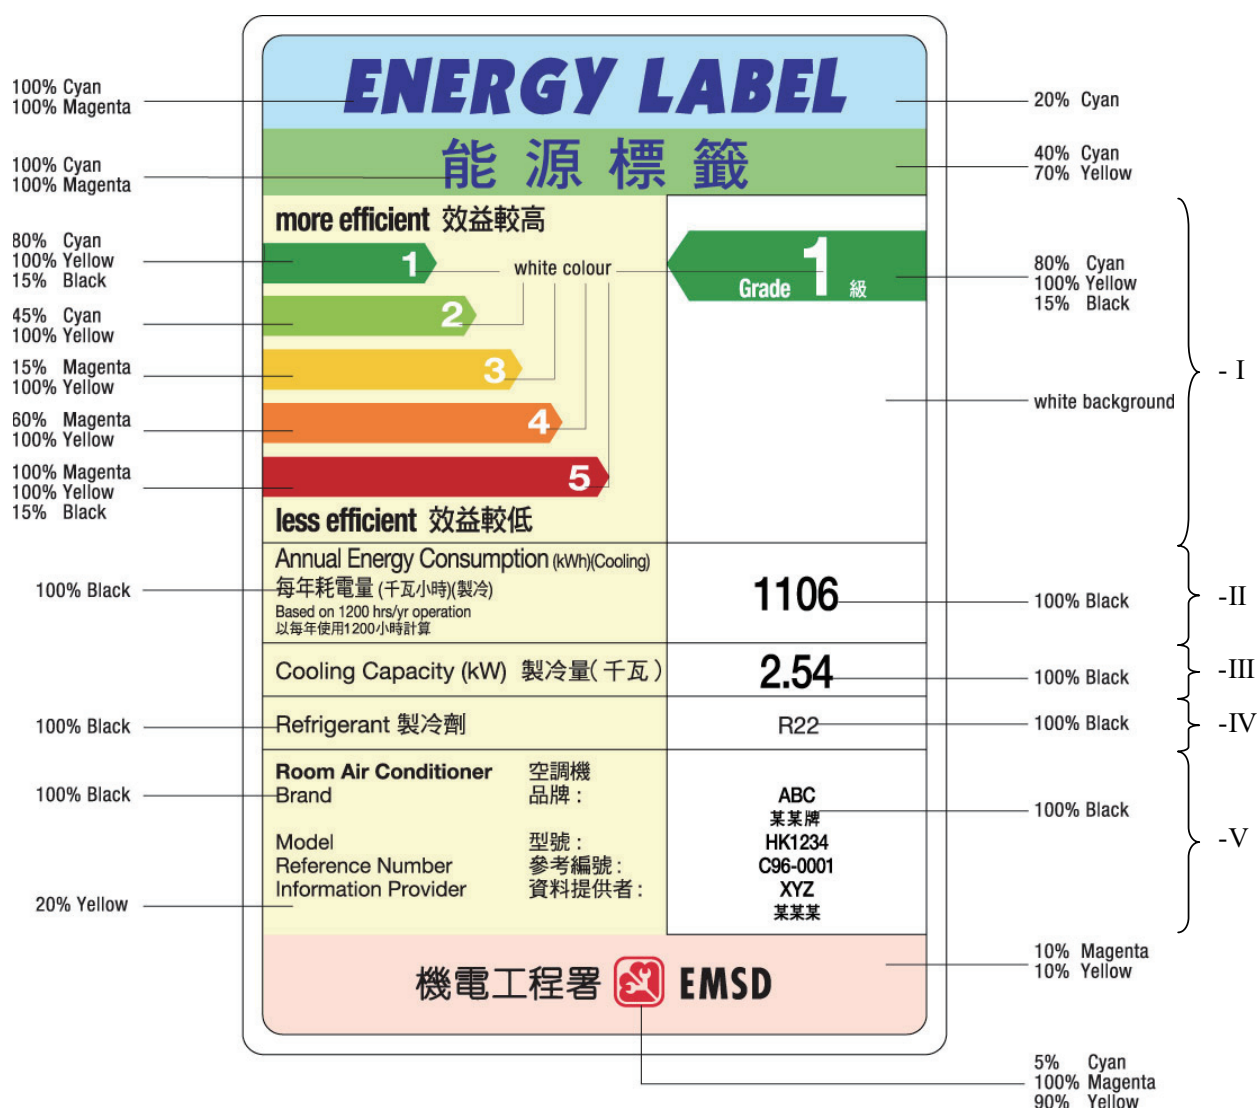 ENERGY LABEL
100% Cyan
100% Magenta
20% Cyan
能源標籤
100% Cyan
100% Magenta
40% Cyan
70% Yellow
more efficient 效益較高
80% Cyan
100% Yellow
15% Black
1
white colour
Grade 1 級
80% Cyan
100% Yellow
15% Black
45% Cyan
100% Yellow
2
15% Magenta
100% Yellow
3
- I
white background
60% Magenta
100% Yellow
4
100% Magenta
100% Yellow
15% Black
5
less efficient 效益較低
Annual Energy Consumption (kWh)(Cooling)
每年耗電量 (千瓦小時)(製冷)
Based on 1200 hrs/yr operation
以每年使用1200小時計算
100% Black
1106
100% Black
-II
Cooling Capacity (kW) 製冷量(千瓦)
2.54
100% Black
-III
100% Black
Refrigerant 製冷劑
R22
100% Black
-IV
Room Air Conditioner 空調機
100% Black
Brand 品牌 :
ABC
某某牌
100% Black
Model 型號 :
HK1234
-V
Reference Number 參考編號 :
C96-0001
Information Provider 資料提供者 :
XYZ
某某某
20% Yellow
機電工程署 EMSD
10% Magenta
10% Yellow
5% Cyan
100% Magenta
90% Yellow